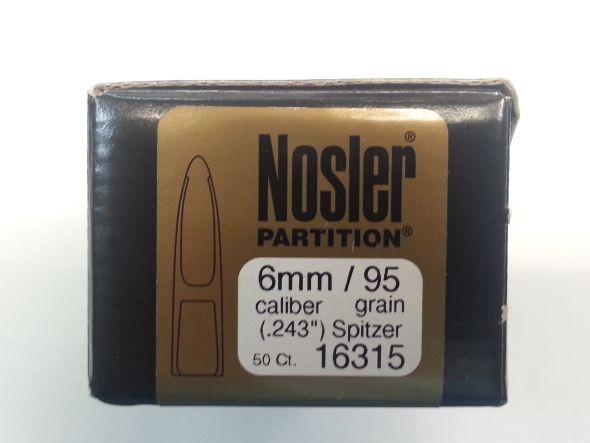 Nosler®
PARTITION®
6mm / 95
caliber grain
(.243") Spitzer
50 Ct. 16315